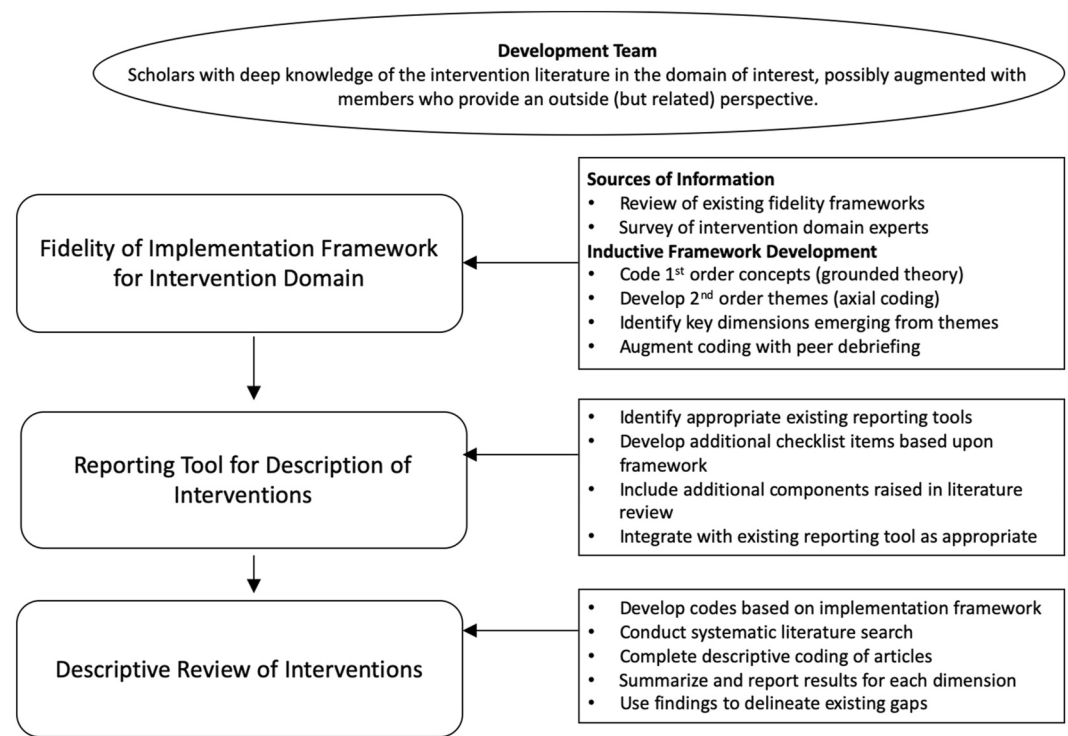 Development Team
Scholars with deep knowledge of the intervention literature in the domain of interest, possibly augmented with
members who provide an outside (but related) perspective.
Fidelity of Implementation Framework
for Intervention Domain
Sources of Information
• Review of existing fidelity frameworks
• Survey of intervention domain experts
Inductive Framework Development
• Code 1st order concepts (grounded theory)
• Develop 2nd order themes (axial coding)
• Identify key dimensions emerging from themes
• Augment coding with peer debriefing
Reporting Tool for Description of
Interventions
• Identify appropriate existing reporting tools
• Develop additional checklist items based upon
framework
• Include additional components raised in literature
review
• Integrate with existing reporting tool as appropriate
Descriptive Review of Interventions
• Develop codes based on implementation framework
• Conduct systematic literature search
• Complete descriptive coding of articles
• Summarize and report results for each dimension
• Use findings to delineate existing gaps